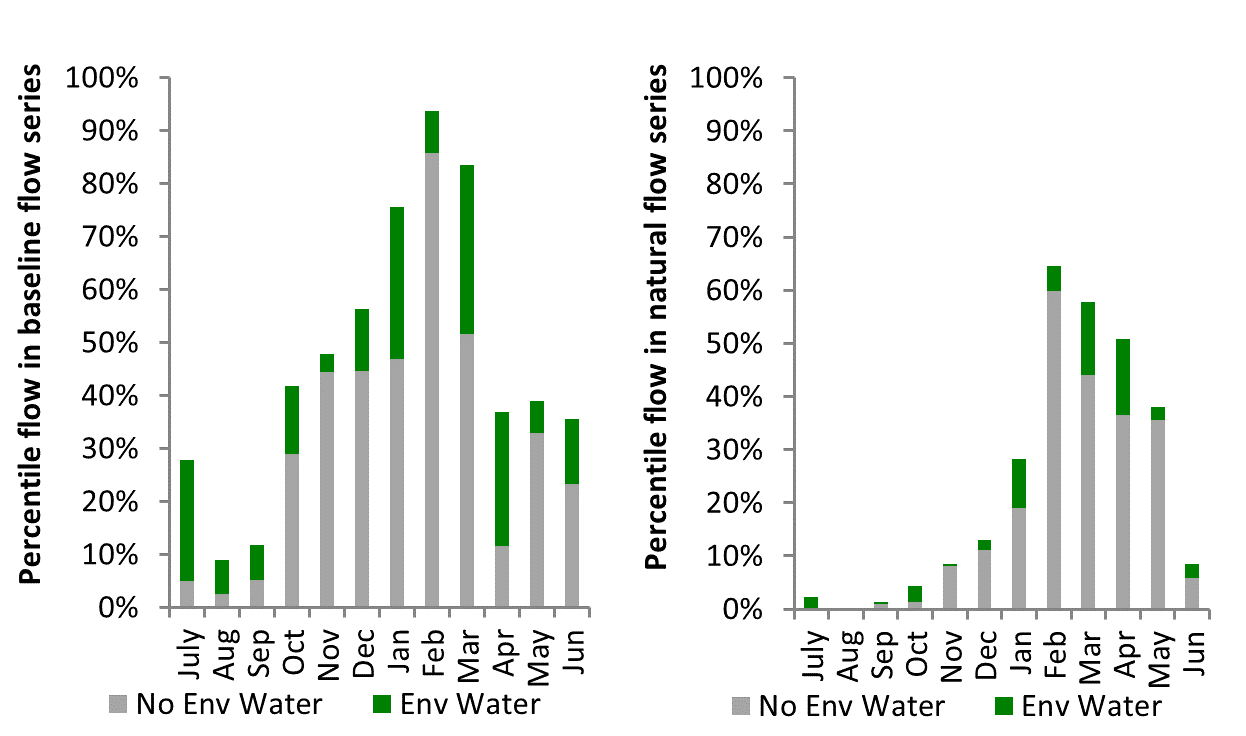 Percentile flow in baseline flow series
100%
90%
80%
70%
60%
50%
40%
30%
20%
10%
0%
July
Aug
Sep
Oct
Nov
Dec
Jan
Feb
Mar
Apr
May
Jun
No Env Water
Env Water
Percentile flow in natural flow series
100%
90%
80%
70%
60%
50%
40%
30%
20%
10%
0%
July
Aug
Sep
Oct
Nov
Dec
Jan
Feb
Mar
Apr
May
Jun
No Env Water
Env Water